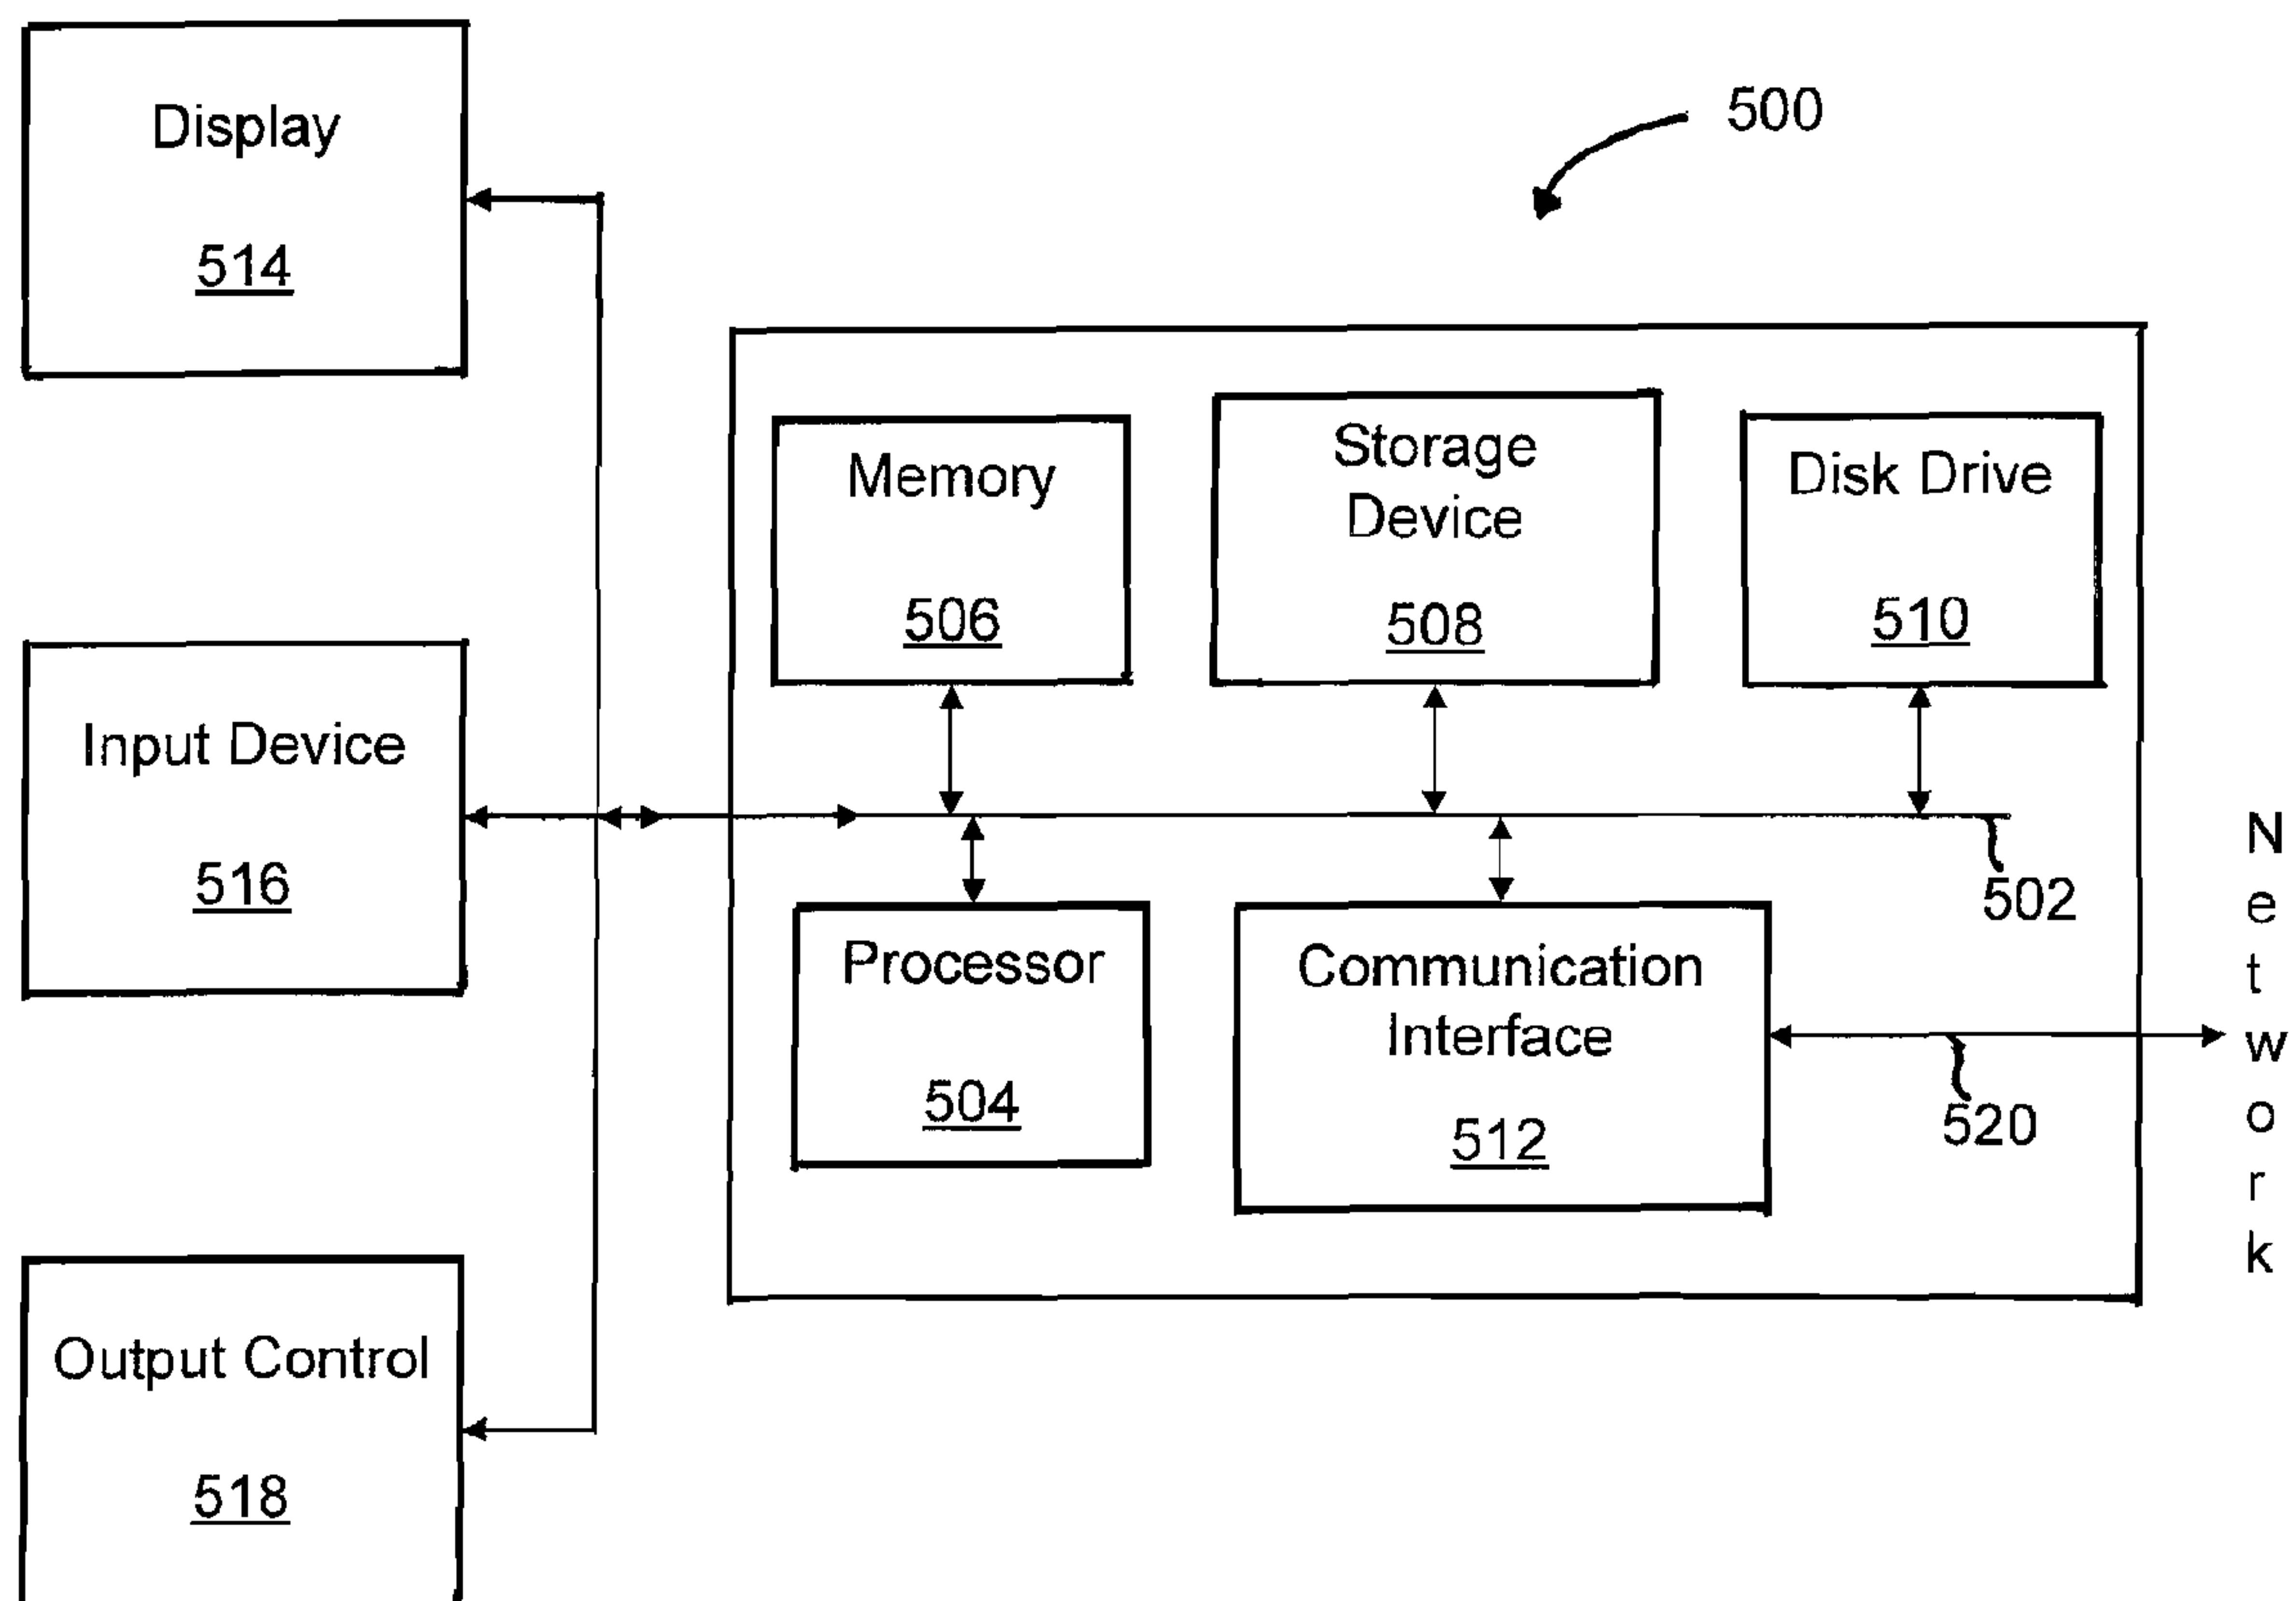 Display
514
500
Memory
506
Storage
Device
508
Disk Drive
510
Input Device
516
502
Processor
504
Communication
Interface
512
520
Network
Output Control
518